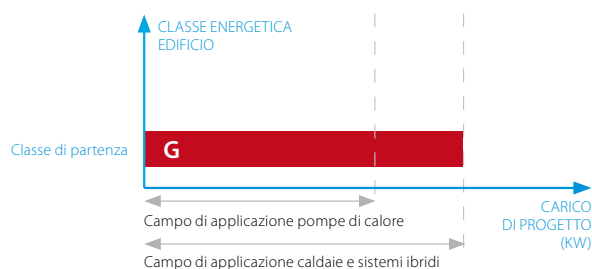 CLASSE ENERGETICA
EDIFICIO
Classe di partenza
G
CARICO
DI PROGETTO
(KW)
Campo di applicazione pompe di calore
Campo di applicazione caldaie e sistemi ibridi